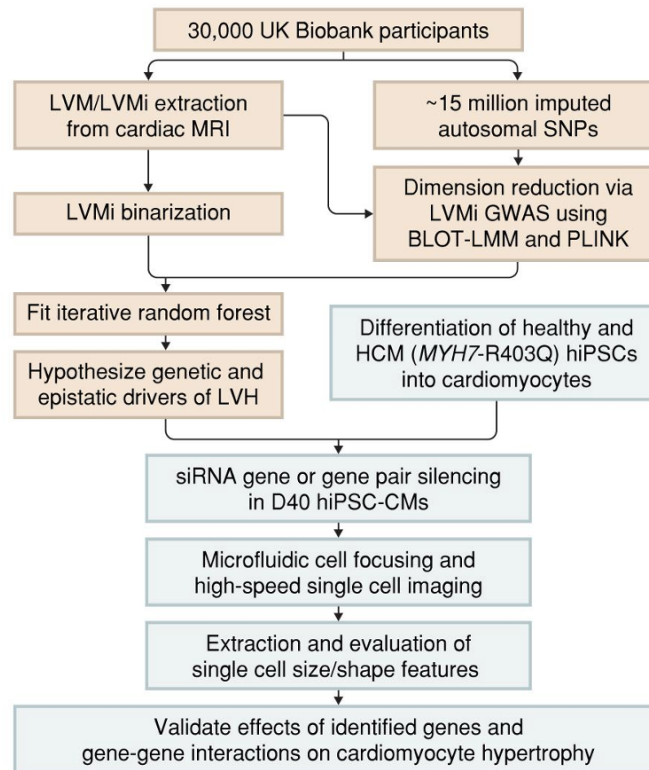 30,000 UK Biobank participants
LVM/LVMi extraction
from cardiac MRI
~15 million imputed
autosomal SNPs
LVMi binarization
Dimension reduction via
LVMi GWAS using
BLOT-LMM and PLINK
Fit iterative random forest
Differentiation of healthy and
HCM (MYH7-R403Q) hiPSCs
into cardiomyocytes
Hypothesize genetic and
epistatic drivers of LVH
siRNA gene or gene pair silencing
in D40 hiPSC-CMs
Microfluidic cell focusing and
high-speed single cell imaging
Extraction and evaluation of
single cell size/shape features
Validate effects of identified genes and
gene-gene interactions on cardiomyocyte hypertrophy